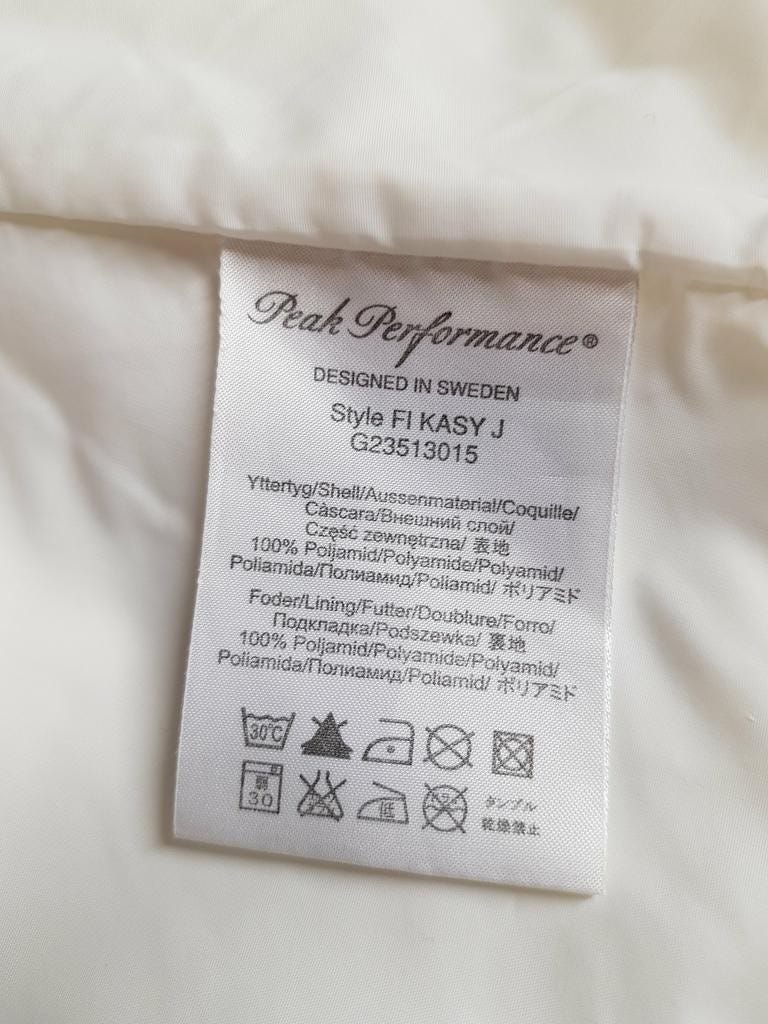 Peak Performance®
DESIGNED IN SWEDEN
Style FI KASY J
G23513015
Yttertyg/Shell/Aussenmaterial/Coquille/
Càscara/Внешний слой/
Część zewnętrzna/ 表地
100% Poljamid/Polyamide/Polyamid/
Poliamida/Полиамид/Poliamid/ ポリアミド
Foder/Lining/Futter/Doublure/Forro/
Подкладка/Podszewka/ 裏地
100% Poljamid/Polyamide/Polyamid/
Poliamida/Полиамид/Poliamid/ ポリアミド
30°C
弱 30 低 タンブル
乾燥禁止